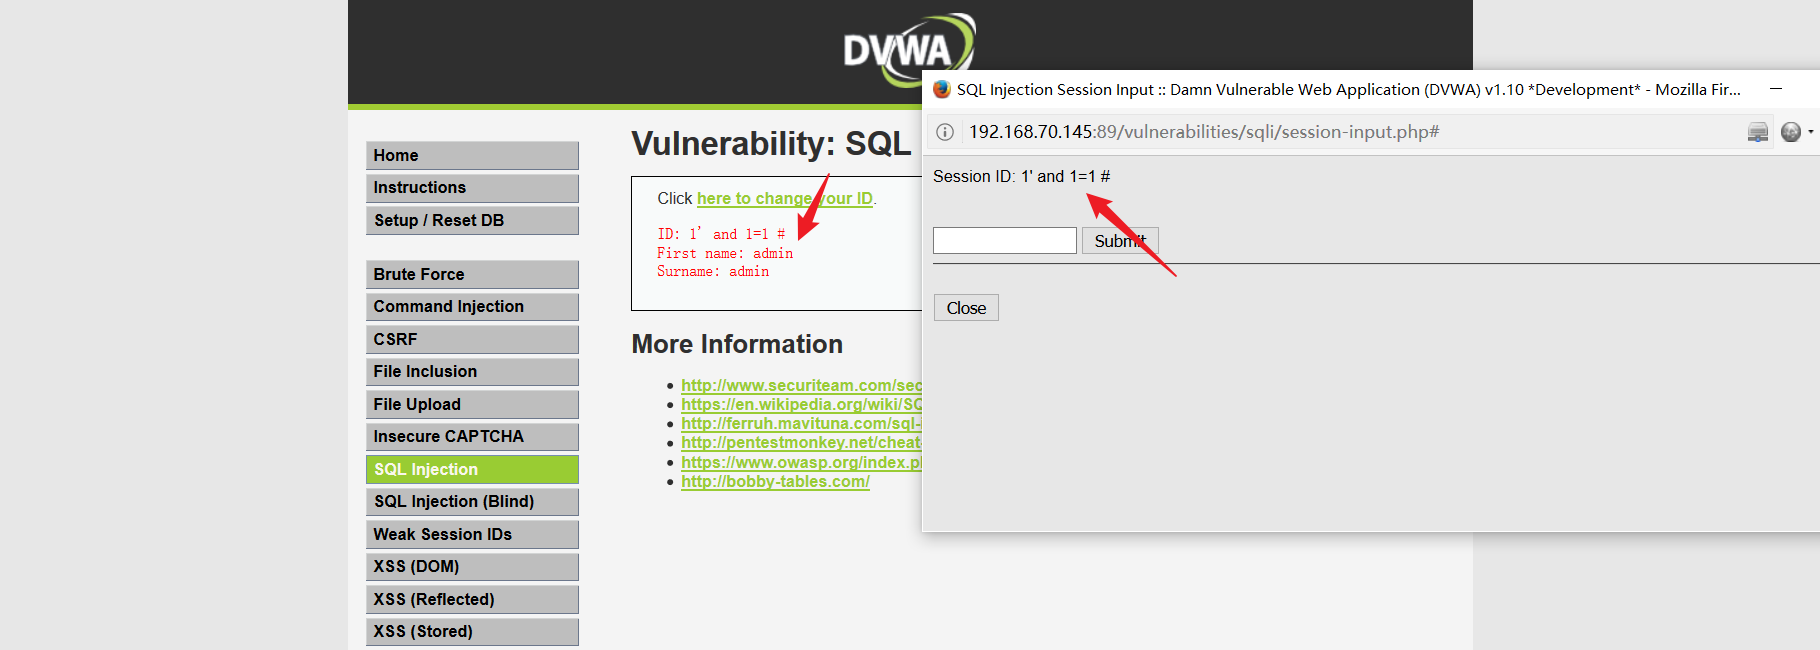 DVWA
Home
Instructions
Setup / Reset DB
Brute Force
Command Injection
CSRF
File Inclusion
File Upload
Insecure CAPTCHA
SQL Injection
SQL Injection (Blind)
Weak Session IDs
XSS (DOM)
XSS (Reflected)
XSS (Stored)
Vulnerability: SQL
Click here to change your ID.
ID: 1' and 1=1 #
First name: admin
Surname: admin
More Information
http://www.securiteam.com/sec
https://en.wikipedia.org/wiki/SQ
http://ferruh.mavituna.com/sql-
http://pentestmonkey.net/cheat
https://www.owasp.org/index.p
http://bobby-tables.com/
SQL Injection Session Input :: Damn Vulnerable Web Application (DVWA) v1.10 *Development* - Mozilla Fir...
192.168.70.145:89/vulnerabilities/sqli/session-input.php#
Session ID: 1' and 1=1 #
Submit
Close